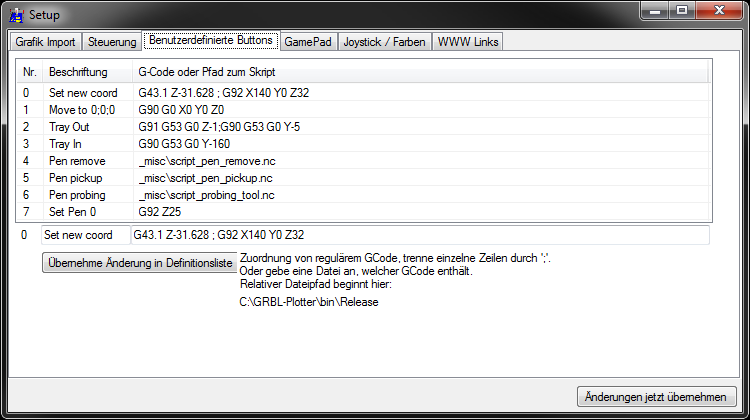 Setup
Grafik Import Steuerung Benutzerdefinierte Buttons GamePad Joystick / Farben WWW Links
Nr. Beschriftung G-Code oder Pfad zum Skript
0 Set new coord G43.1 Z-31.628 ; G92 X140 Y0 Z32
1 Move to 0;0;0 G90 G0 X0 Y0 Z0
2 Tray Out G91 G53 G0 Z-1;G90 G53 G0 Y-5
3 Tray In G90 G53 G0 Y-160
4 Pen remove _misc\script_pen_remove.nc
5 Pen pickup _misc\script_pen_pickup.nc
6 Pen probing _misc\script_probing_tool.nc
7 Set Pen 0 G92 Z25
0 Set new coord G43.1 Z-31.628 ; G92 X140 Y0 Z32
Übernehme Änderung in Definitionsliste
Zuordnung von regulärem GCode, trenne einzelne Zeilen durch ';'.
Oder gebe eine Datei an, welcher GCode enthält.
Relativer Dateipfad beginnt hier:
C:\GRBL-Plotter\bin\Release
Änderungen jetzt übernehmen